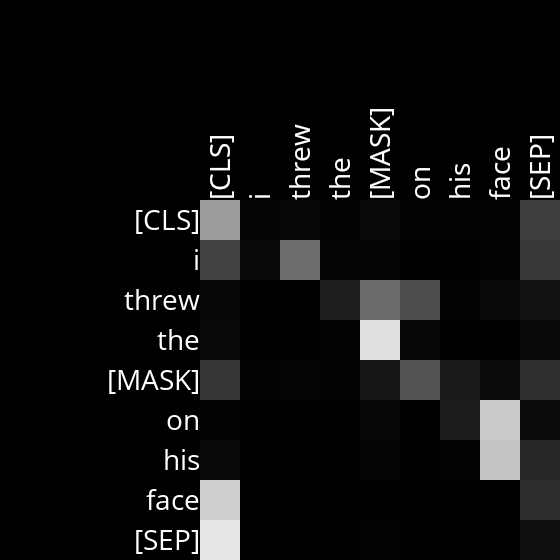 [CLS] i threw the [MASK] on his face [SEP]
[CLS]
i
threw
the
[MASK]
on
his
face
[SEP]